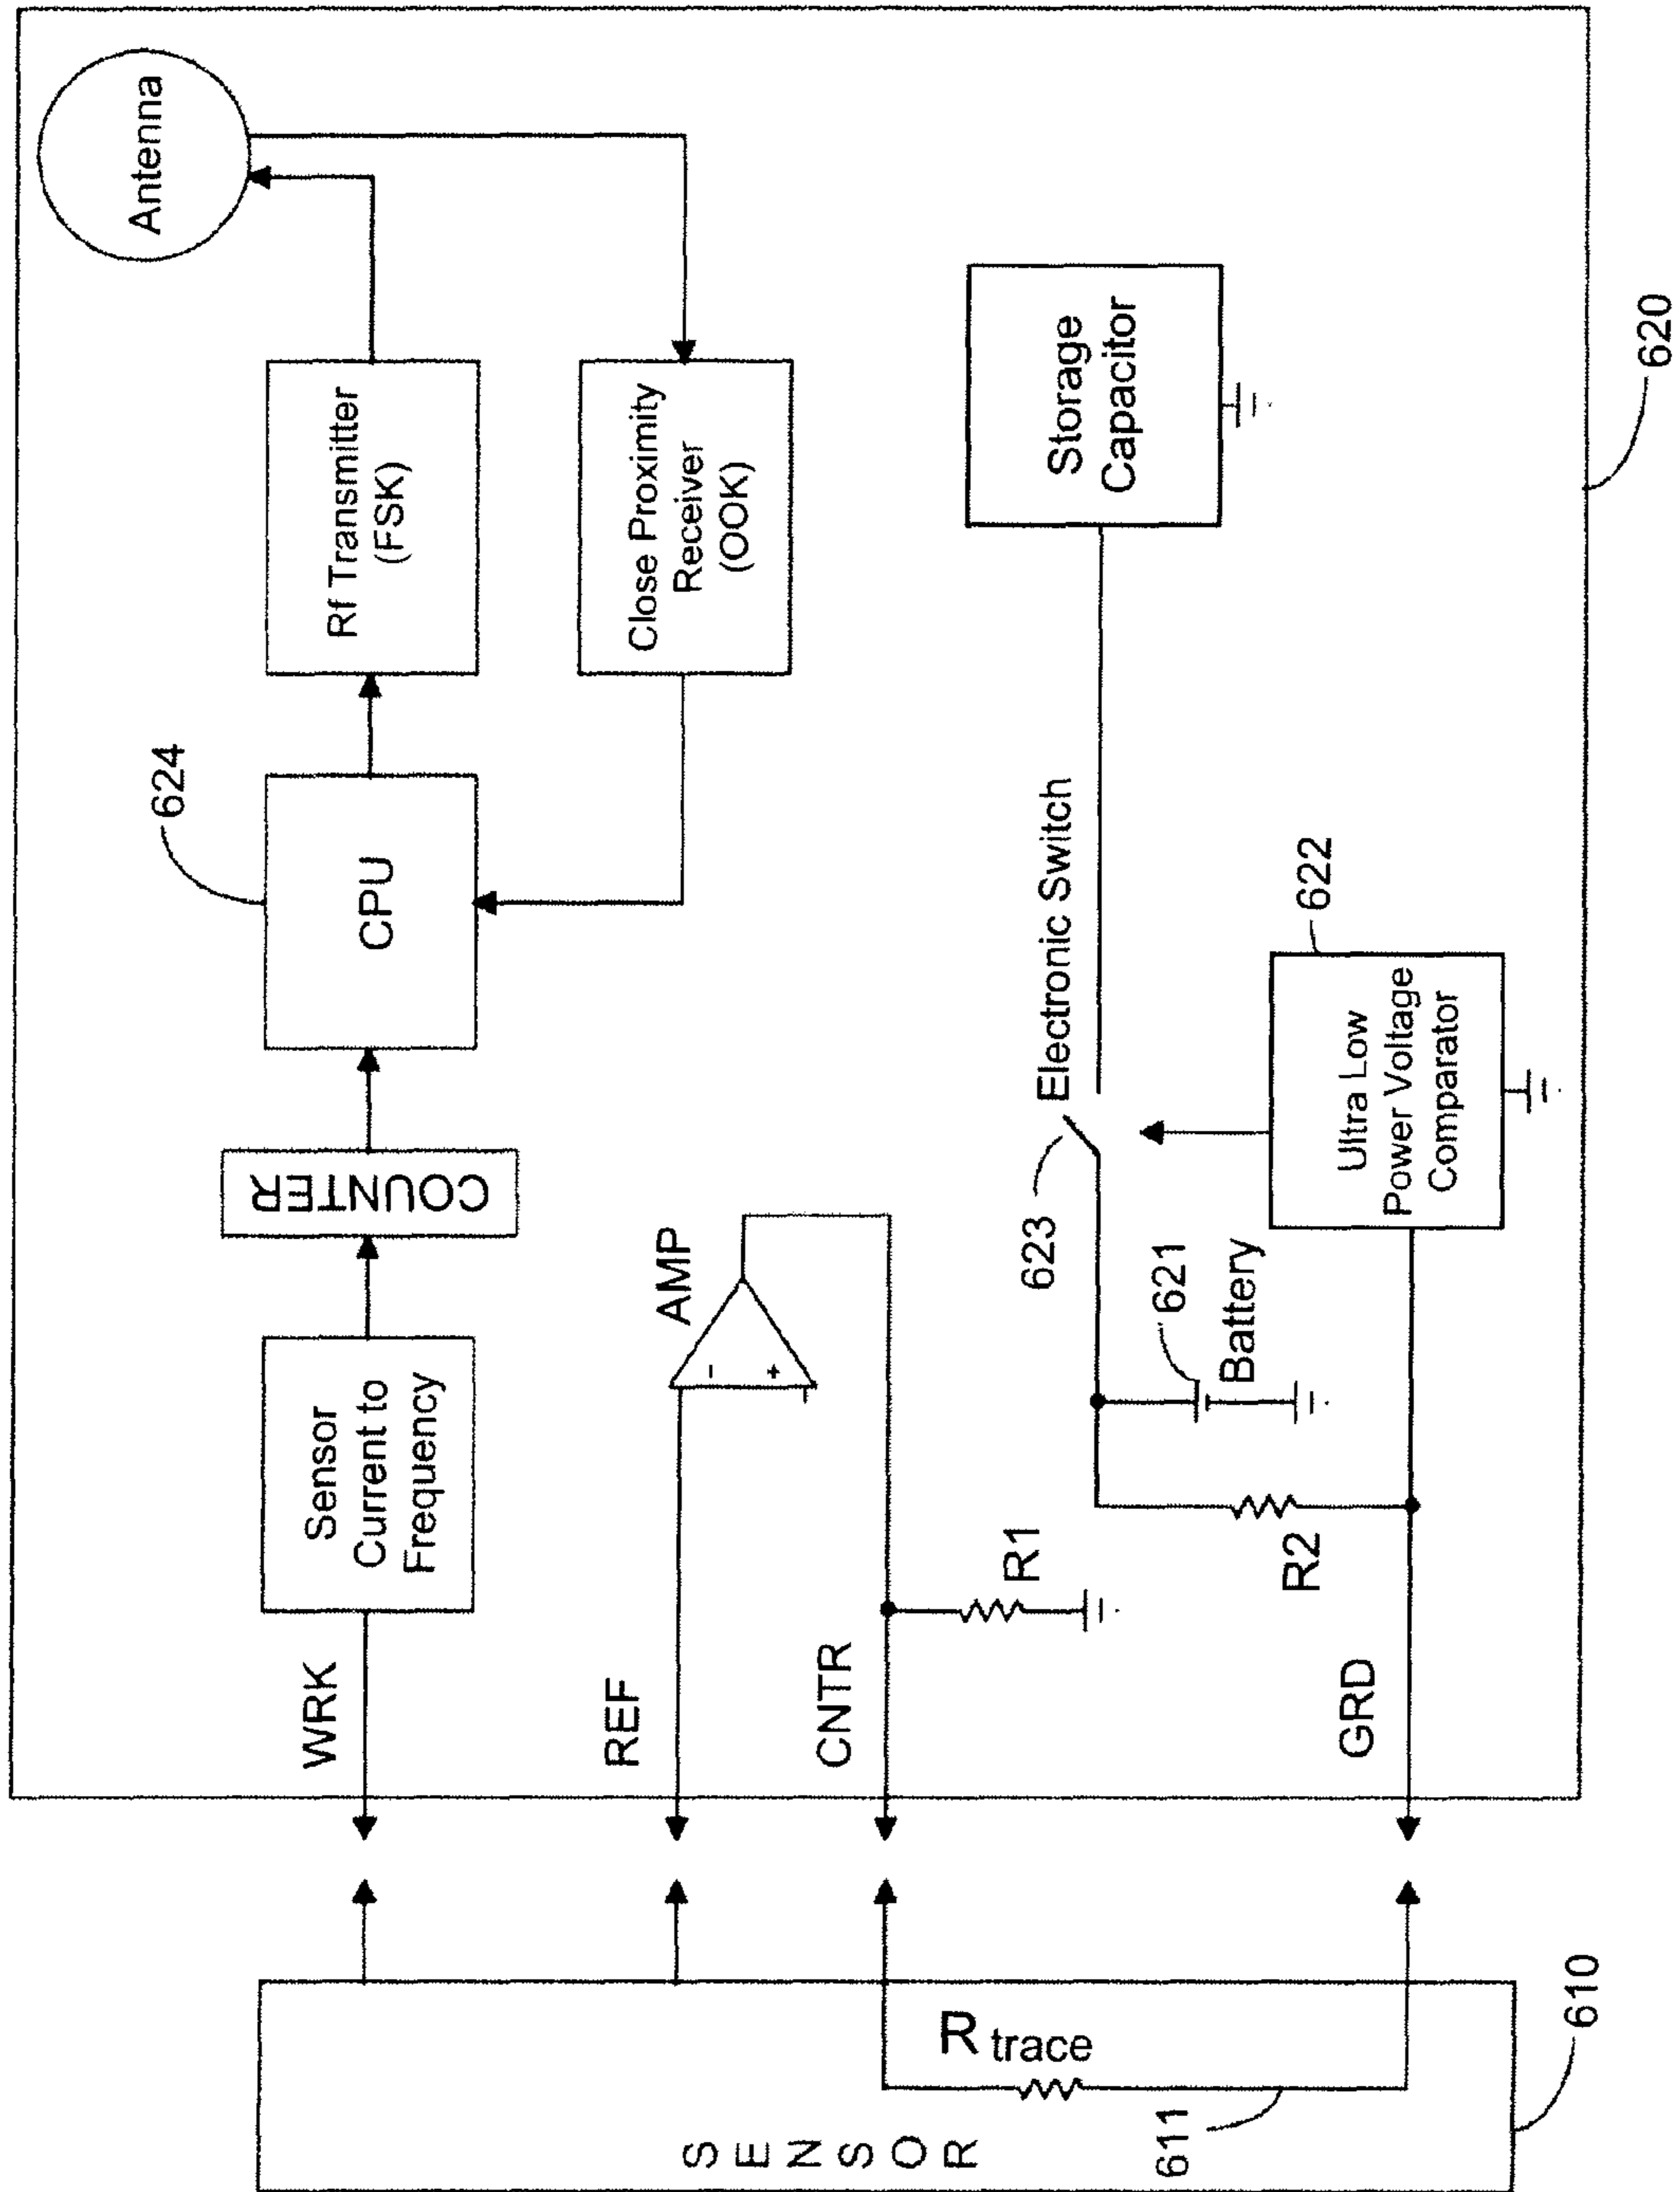 SENSOR
610
611
R trace
WRK
REF
CNTR
GRD
Sensor
Current to
Frequency
COUNTER
CPU
624
Rf Transmitter
(FSK)
Antenna
Close Proximity
Receiver
(OOK)
AMP
-
+
R1
R2
621
Battery
623
Electronic Switch
Storage
Capacitor
Ultra Low
Power Voltage
Comparator
622
620